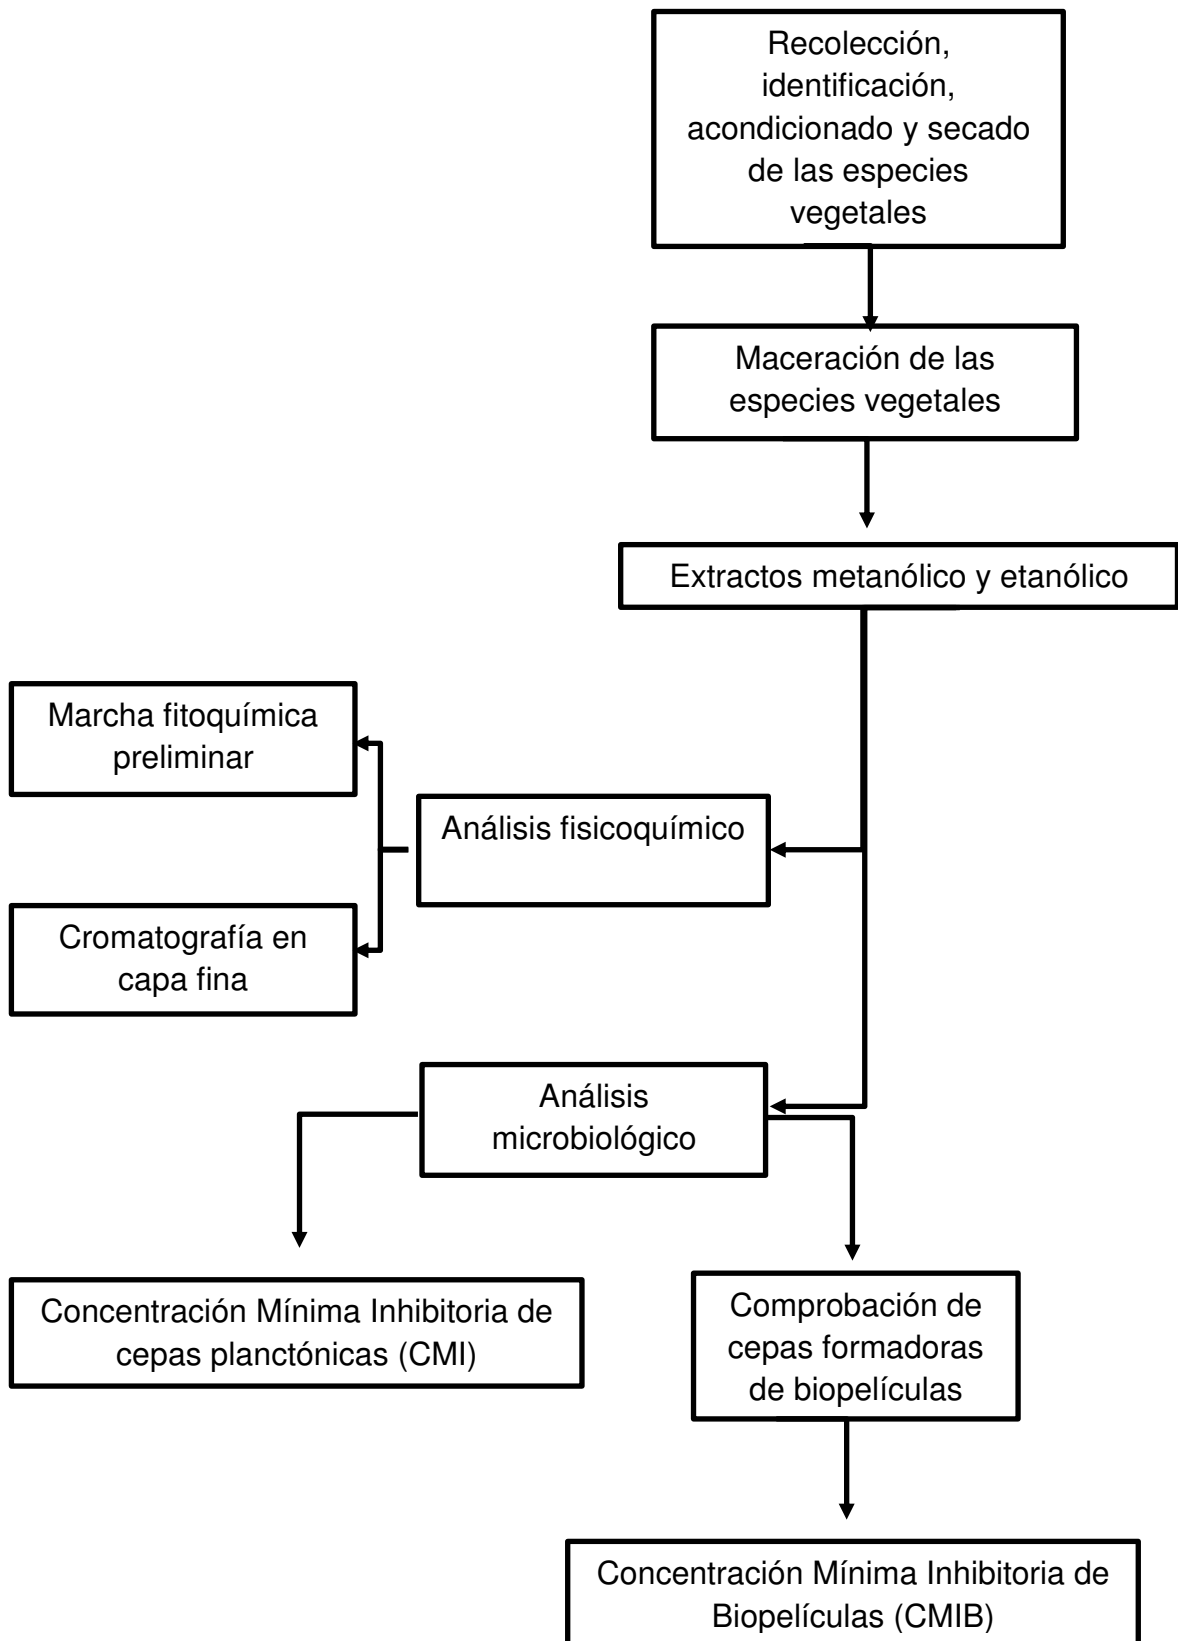 Recolección,
identificación,
acondicionado y secado
de las especies
vegetales
Maceración de las
especies vegetales
Extractos metanólico y etanólico
Marcha fitoquímica
preliminar
Análisis fisicoquímico
Cromatografía en
capa fina
Análisis
microbiológico
Concentración Mínima Inhibitoria de
cepas planctónicas (CMI)
Comprobación de
cepas formadoras
de biopelículas
Concentración Mínima Inhibitoria de
Biopelículas (CMIB)